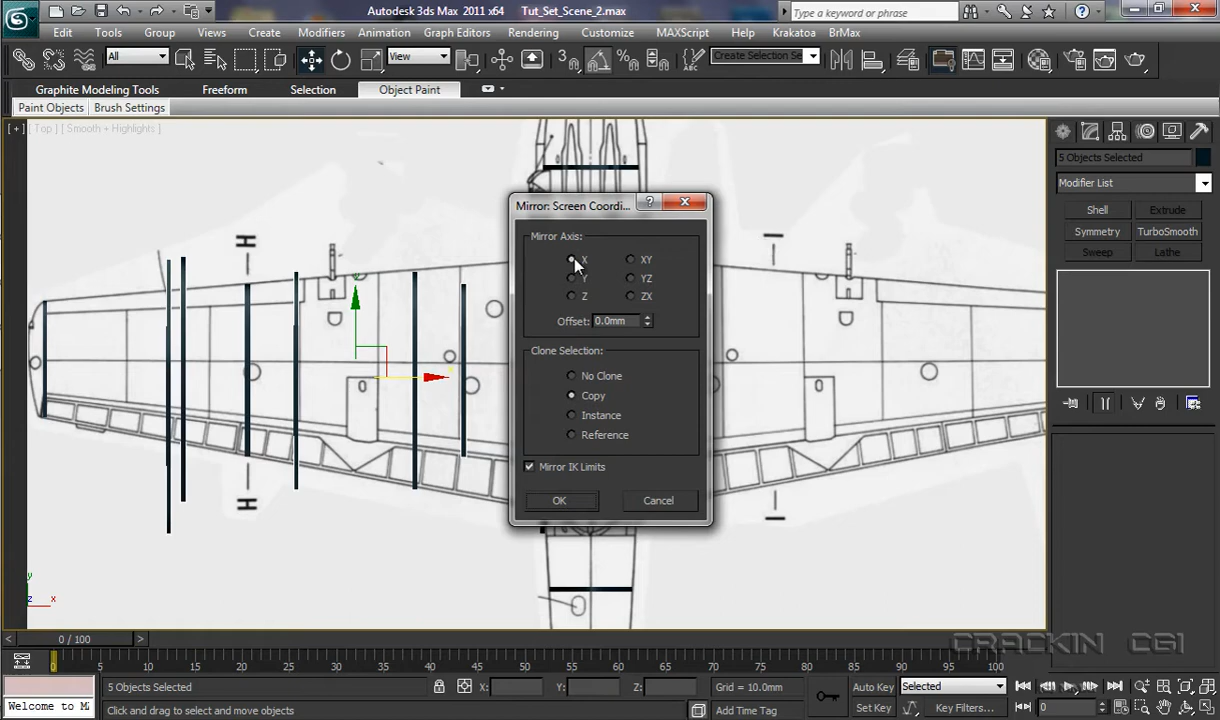 Autodesk 3ds Max 2011 x64 Tut_Set_Scene_2.max
Type a keyword or phrase
Edit Tools Group Views Create Modifiers Animation Graph Editors Rendering Customize MAXScript Help Krakatoa BrMax
All View 3 Create Selection Se
Graphite Modeling Tools Freeform Selection Object Paint
Paint Objects Brush Settings
[ + ] [ Top ] [ Smooth + Highlights ]
5 Objects Selected
Modifier List
Shell Extrude
Symmetry TurboSmooth
Sweep Lathe
Mirror: Screen Coordi...
Mirror Axis:
X XY
Y YZ
Z ZX
Offset: 0.0mm
Clone Selection:
No Clone
Copy
Instance
Reference
Mirror IK Limits
OK Cancel
H I
H I
y
z x
CRACKIN CGI
< 0 / 100 >
0 5 10 15 20 25 30 35 40 45 50 55 60 65 70 75 80 85 90 95 100
5 Objects Selected X: Y: Z: Grid = 10.0mm Auto Key Selected
Welcome to M Click and drag to select and move objects Add Time Tag Set Key Key Filters... 0